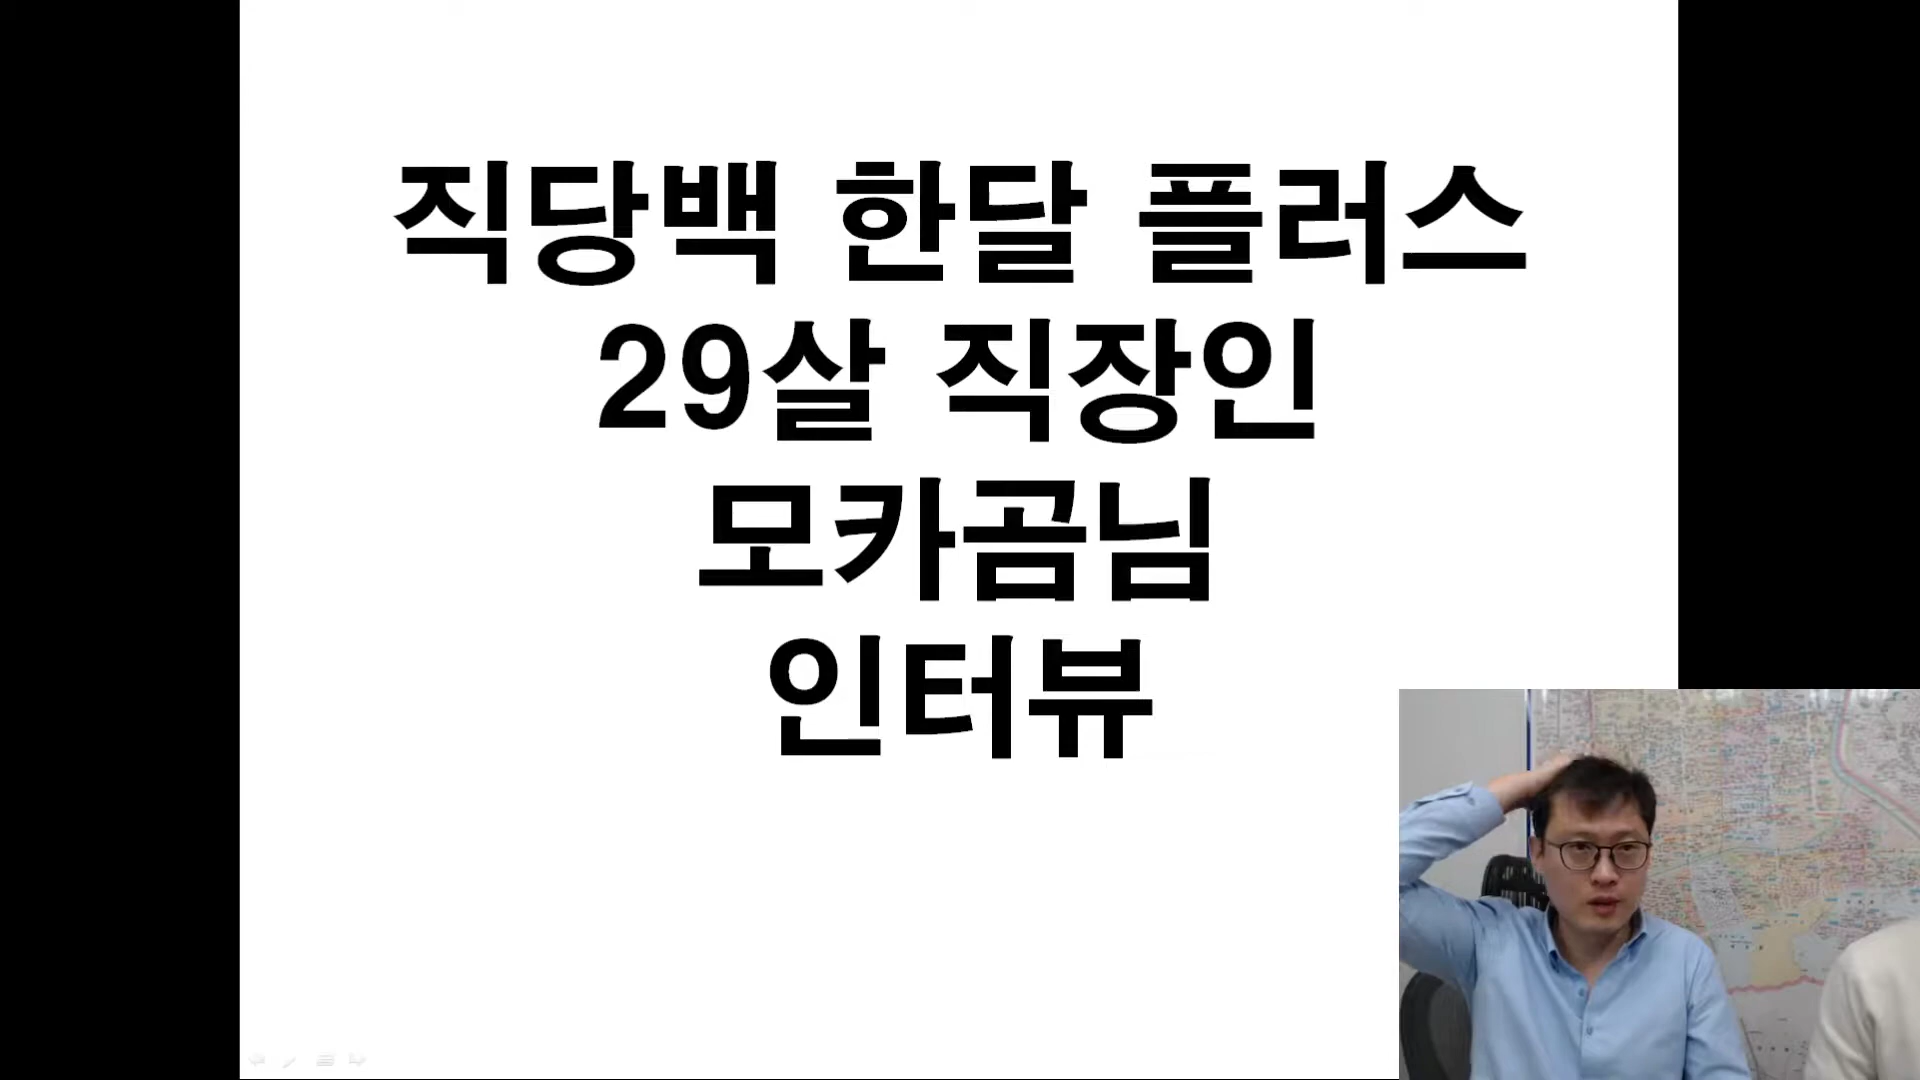 직당백 한달 플러스
29살 직장인
모카곰님
인터뷰